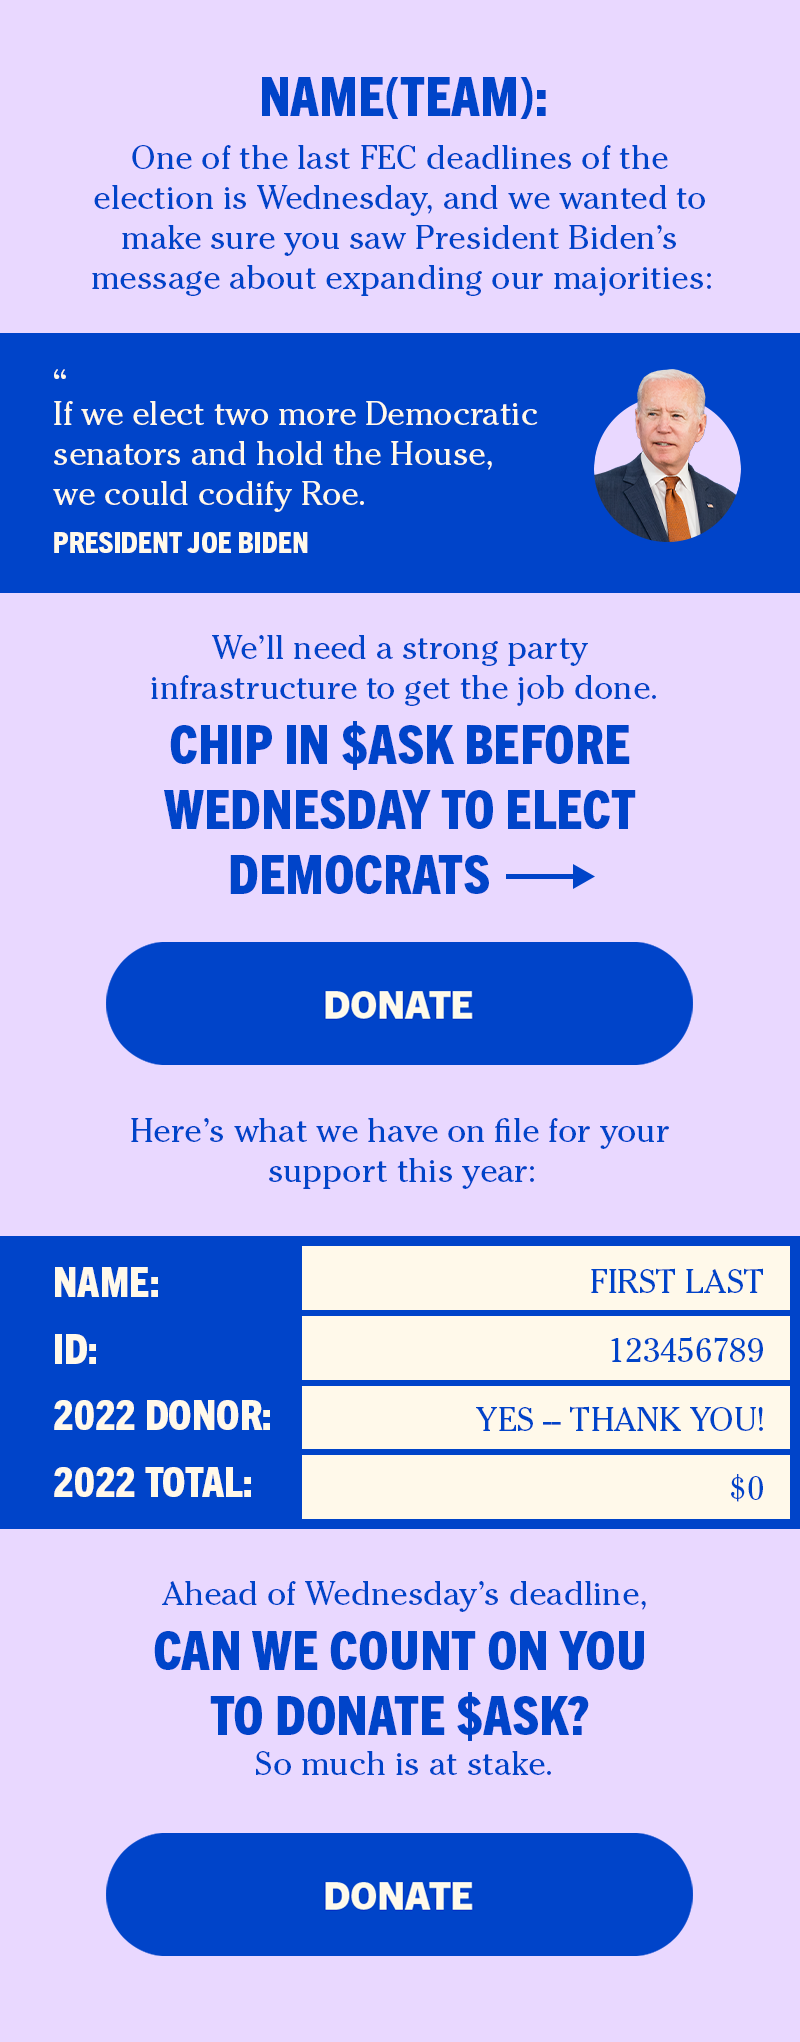 NAME(TEAM):
One of the last FEC deadlines of the
election is Wednesday, and we wanted to
make sure you saw President Biden’s
message about expanding our majorities:
“
If we elect two more Democratic
senators and hold the House,
we could codify Roe.
PRESIDENT JOE BIDEN
We’ll need a strong party
infrastructure to get the job done.
CHIP IN $ASK BEFORE
WEDNESDAY TO ELECT
DEMOCRATS
DONATE
Here’s what we have on file for your
support this year:
NAME: FIRST LAST
ID: 123456789
2022 DONOR: YES -- THANK YOU!
2022 TOTAL: $0
Ahead of Wednesday’s deadline,
CAN WE COUNT ON YOU
TO DONATE $ASK?
So much is at stake.
DONATE